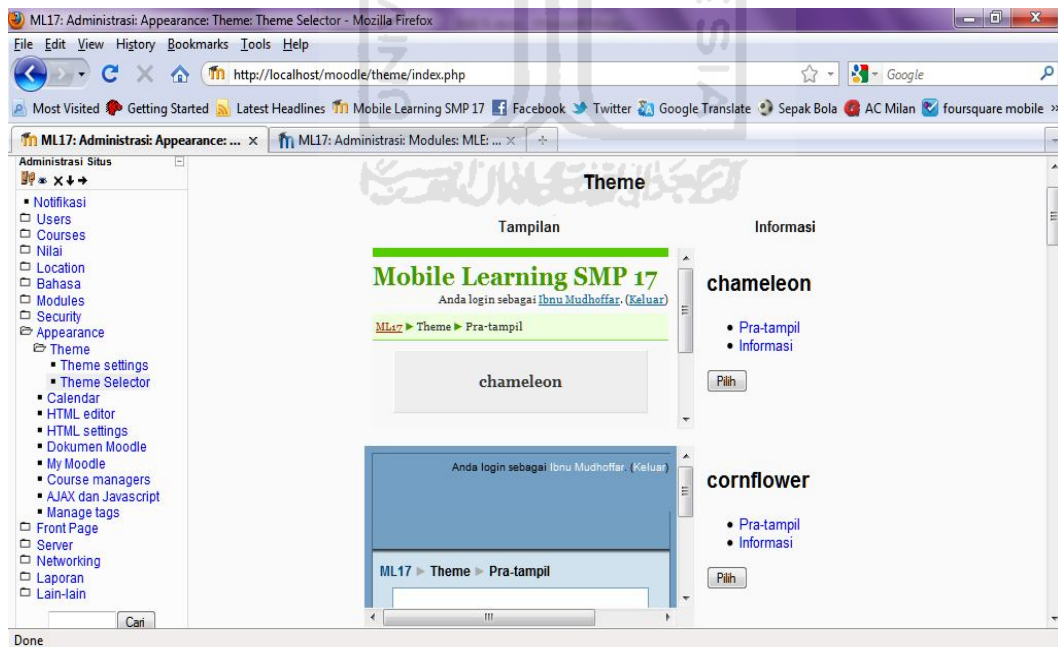 ML17: Administrasi: Appearance: Theme: Theme Selector - Mozilla Firefox
File Edit View History Bookmarks Tools Help
http://localhost/moodle/theme/index.php
Google
Most Visited Getting Started Latest Headlines Mobile Learning SMP 17 Facebook Twitter Google Translate Sepak Bola AC Milan foursquare mobile »
ML17: Administrasi: Appearance: ... ML17: Administrasi: Modules: MLE: ...
Administrasi Situs
Notifikasi
Users
Courses
Nilai
Location
Bahasa
Modules
Security
Appearance
Theme
Theme settings
Theme Selector
Calendar
HTML editor
HTML settings
Dokumen Moodle
My Moodle
Course managers
AJAX dan Javascript
Manage tags
Front Page
Server
Networking
Laporan
Lain-lain
Cari
Theme
Tampilan Informasi
Mobile Learning SMP 17
Anda login sebagai Ibnu Mudhoffar. (Keluar)
ML17 ► Theme ► Pra-tampil
chameleon
chameleon
• Pra-tampil
• Informasi
Pilih
Anda login sebagai Ibnu Mudhoffar. (Keluar)
ML17 ► Theme ► Pra-tampil
cornflower
• Pra-tampil
• Informasi
Pilih
Done